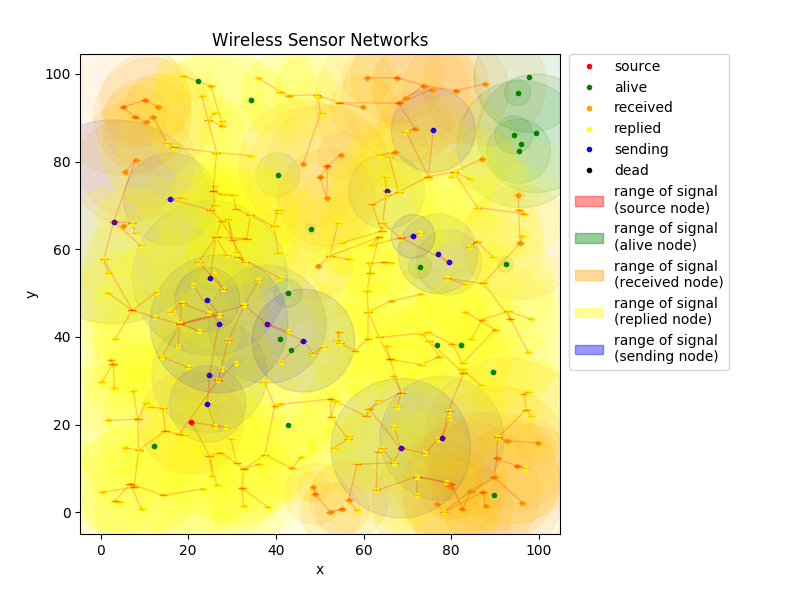 Wireless Sensor Networks
100
80
60
40
20
0
y
0
20
40
60
80
100
x
source
alive
received
replied
sending
dead
range of signal
(source node)
range of signal
(alive node)
range of signal
(received node)
range of signal
(replied node)
range of signal
(sending node)